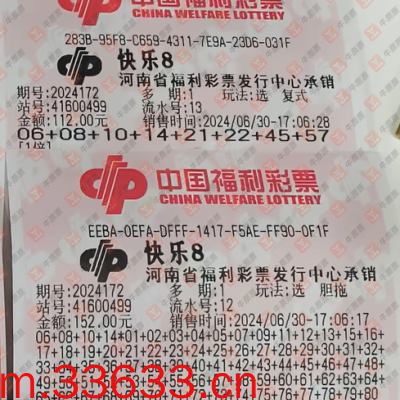 中国福利彩票
CHINA WELFARE LOTTERY
283B-95F8-C659-4311-7E9A-23D6-031F
快乐8
河南省福利彩票发行中心承销
期号:2024172 多 期:1 玩法:选 复式
站号:41600499 流水号:13
金额:112.00元 销售时间:2024/06/30-17:06:28
06+08+10+14+21+22+45+57
[1倍]
中国福利彩票
CHINA WELFARE LOTTERY
EEBA-0EFA-DFFF-1417-F5AE-FF90-0F1F
快乐8
河南省福利彩票发行中心承销
期号:2024172 多 期:1 玩法:选 胆拖
站号:41600499 流水号:12
金额:152.00元 销售时间:2024/06/30-17:06:17
06+08+10+14*01+02+03+04+05+07+09+11+12+13+15+16+
17+18+19+20+23+24+25+26+27+28+29+30+31+32+
m.33633.cn